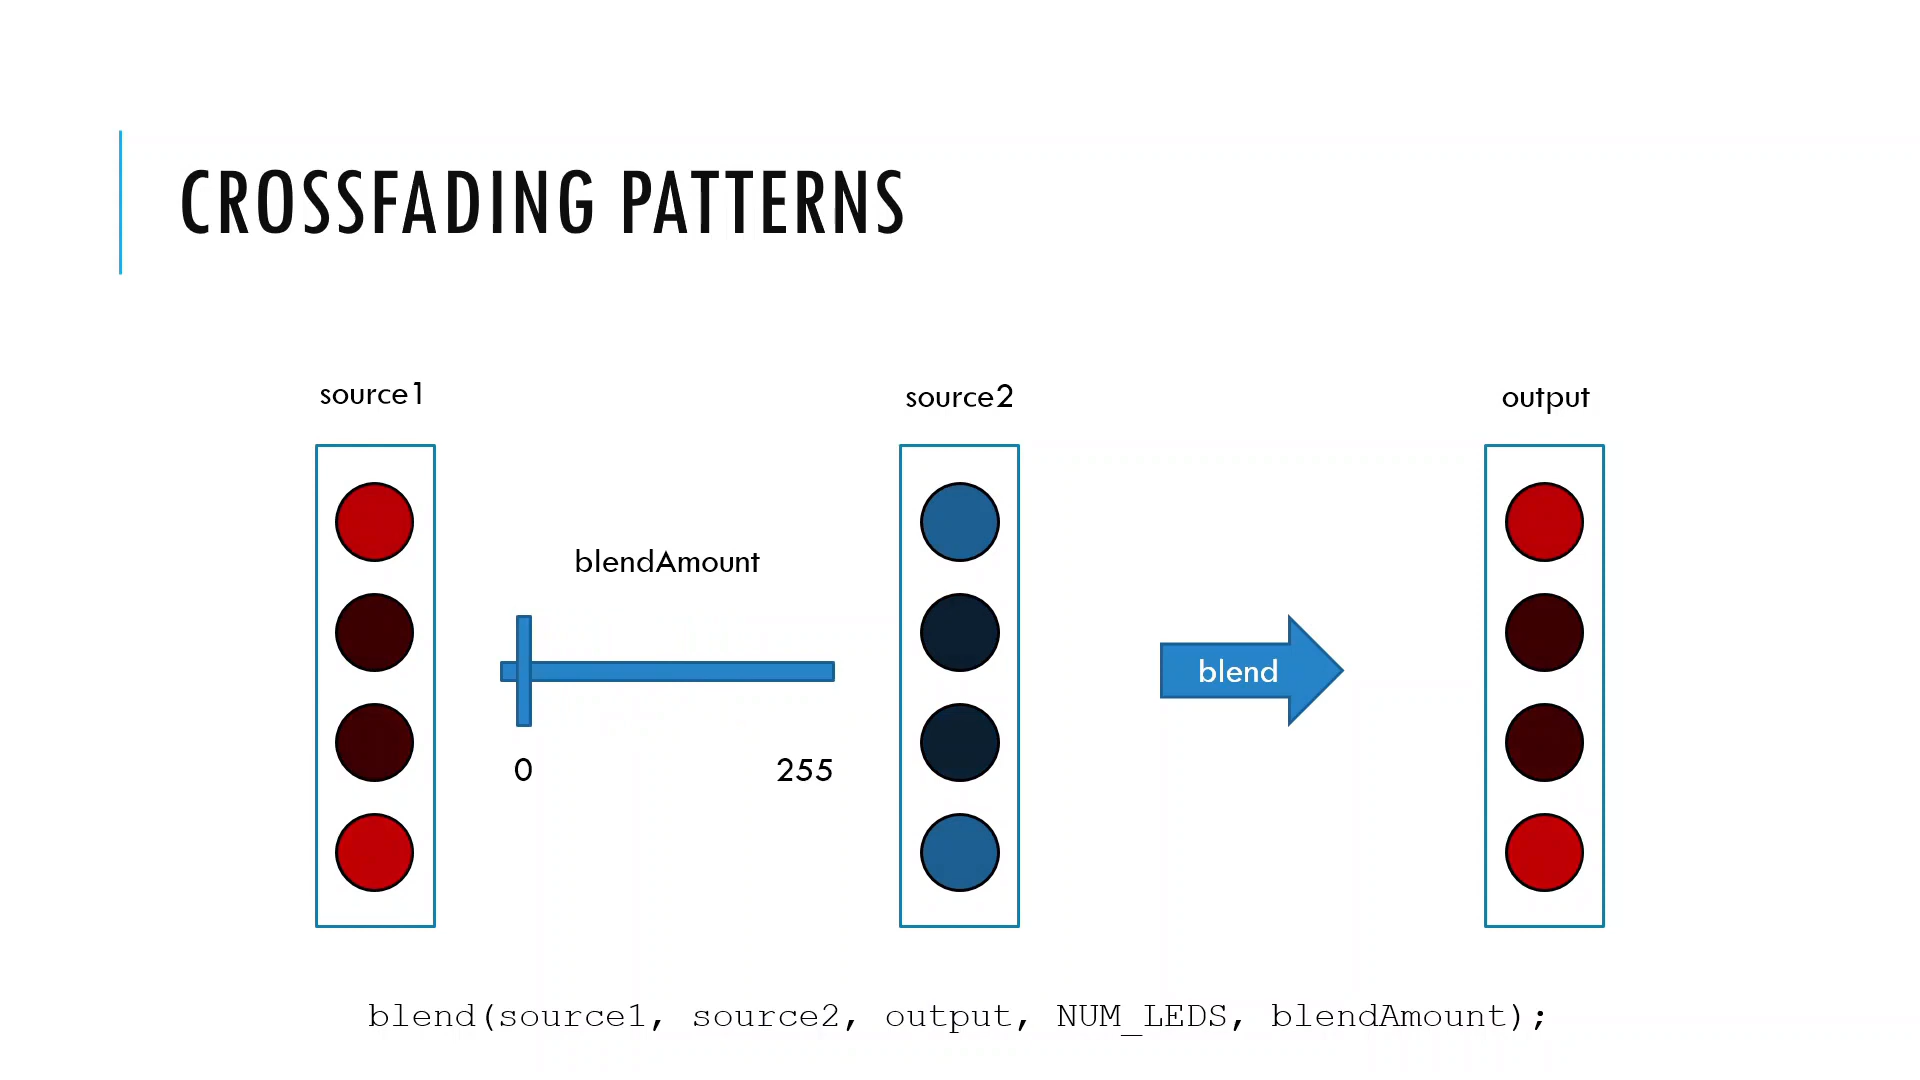 CROSSFADING PATTERNS
source1
source2
output
blendAmount
blend
0
255
blend(source1, source2, output, NUM_LEDS, blendAmount);